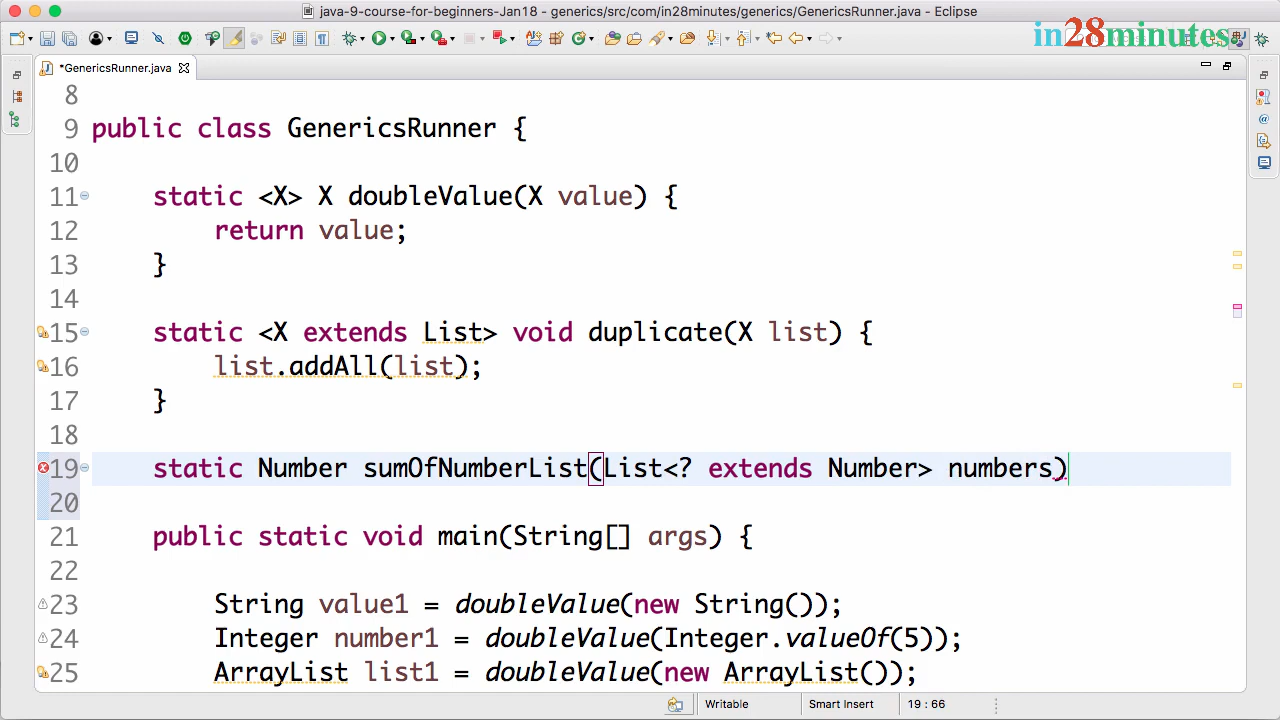 java-9-course-for-beginners-Jan18 - generics/src/com/in28minutes/generics/GenericsRunner.java - Eclipse
in28minutes
*GenericsRunner.java
8
9 public class GenericsRunner {
10
11 static <X> X doubleValue(X value) {
12 return value;
13 }
14
15 static <X extends List> void duplicate(X list) {
16 list.addAll(list);
17 }
18
19 static Number sumOfNumberList(List<? extends Number> numbers)
20
21 public static void main(String[] args) {
22
23 String value1 = doubleValue(new String());
24 Integer number1 = doubleValue(Integer.valueOf(5));
25 ArrayList list1 = doubleValue(new ArrayList());
Writable Smart Insert 19 : 66